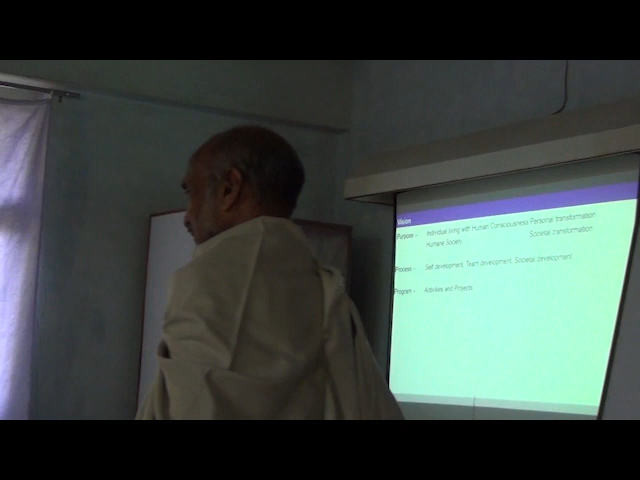 Vision
Purpose - Individual living with Human Consciousness Personal transformation
Humane Society Societal transformation
Process - Self development, Team development, Societal development
Program - Activities and Projects